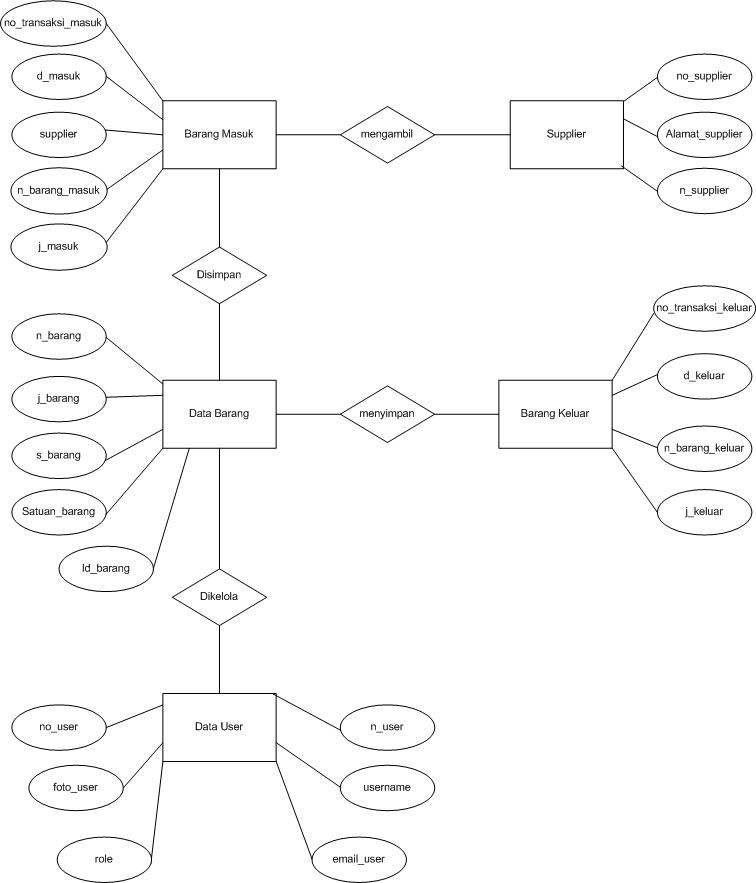 no_transaksi_masuk
d_masuk
no_supplier
supplier
Barang Masuk
mengambil
Supplier
Alamat_supplier
n_barang_masuk
n_supplier
j_masuk
Disimpan
no_transaksi_keluar
n_barang
d_keluar
j_barang
Data Barang
menyimpan
Barang Keluar
s_barang
n_barang_keluar
Satuan_barang
j_keluar
Id_barang
Dikelola
no_user
Data User
n_user
foto_user
username
role
email_user